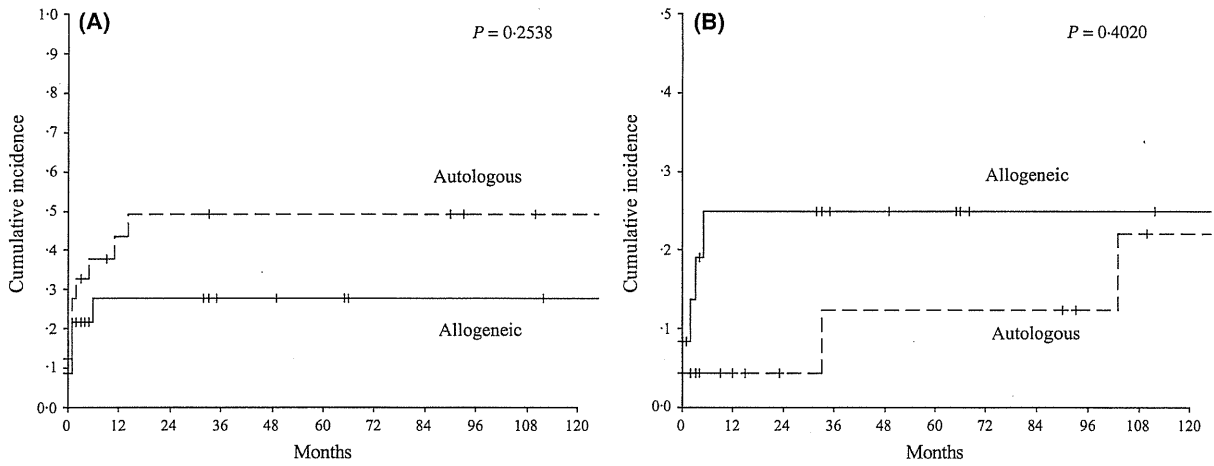 (A)
P = 0·2538
1·0
·9
·8
·7
·6
·5
·4
·3
·2
·1
0·0
Cumulative incidence
Autologous
Allogeneic
0 12 24 36 48 60 72 84 96 108 120
Months
(B)
P = 0·4020
·5
·4
·3
·2
·1
·0
Cumulative incidence
Allogeneic
Autologous
0 12 24 36 48 60 72 84 96 108 120
Months